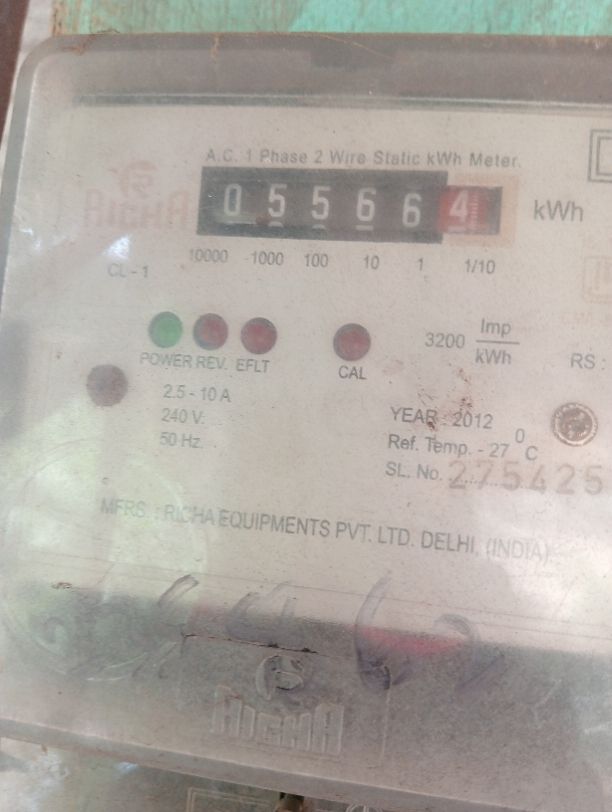 A.C. 1 Phase 2 Wire Static kWh Meter.
RICHA
0 5 5 6 6 4 kWh
10000 1000 100 10 1 1/10
CL - 1
3200 Imp/kWh
POWER REV. EFLT CAL
RS :
2.5 - 10 A
240 V.
50 Hz.
YEAR : 2012
Ref. Temp. - 27 °C
SL. No. 275425
MFRS. : RICHA EQUIPMENTS PVT. LTD. DELHI, (INDIA)
RICHA